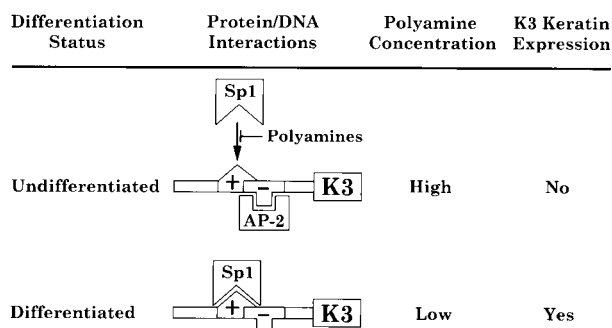 Differentiation Status
Protein/DNA Interactions
Polyamine Concentration
K3 Keratin Expression
Sp1
Polyamines
Undifferentiated
+
−
K3
High
No
AP-2
Sp1
Differentiated
+
−
K3
Low
Yes